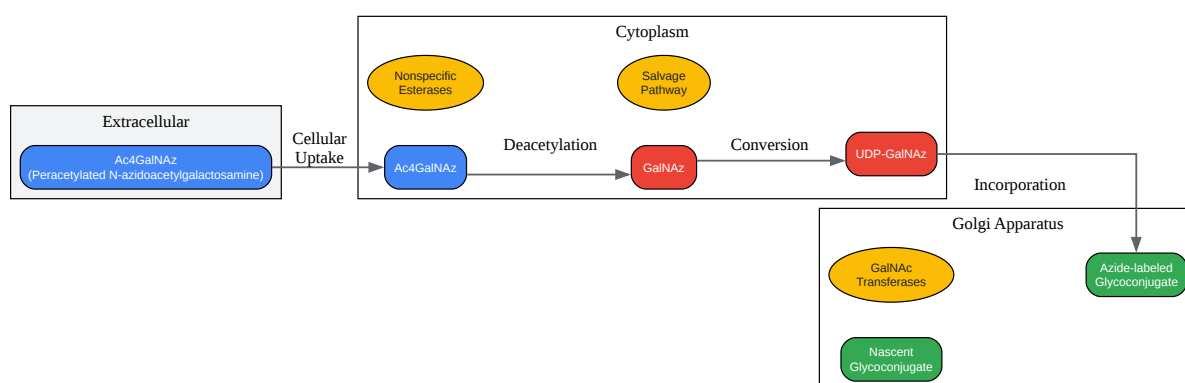 Cytoplasm
Nonspecific
Esterases
Salvage
Pathway
Extracellular
Ac4GalNAz
(Peracetylated N-azidoacetylgalactosamine)
Cellular
Uptake
Ac4GalNAz
Deacetylation
GalNAz
Conversion
UDP-GalNAz
Incorporation
Golgi Apparatus
GalNAc
Transferases
Azide-labeled
Glycoconjugate
Nascent
Glycoconjugate